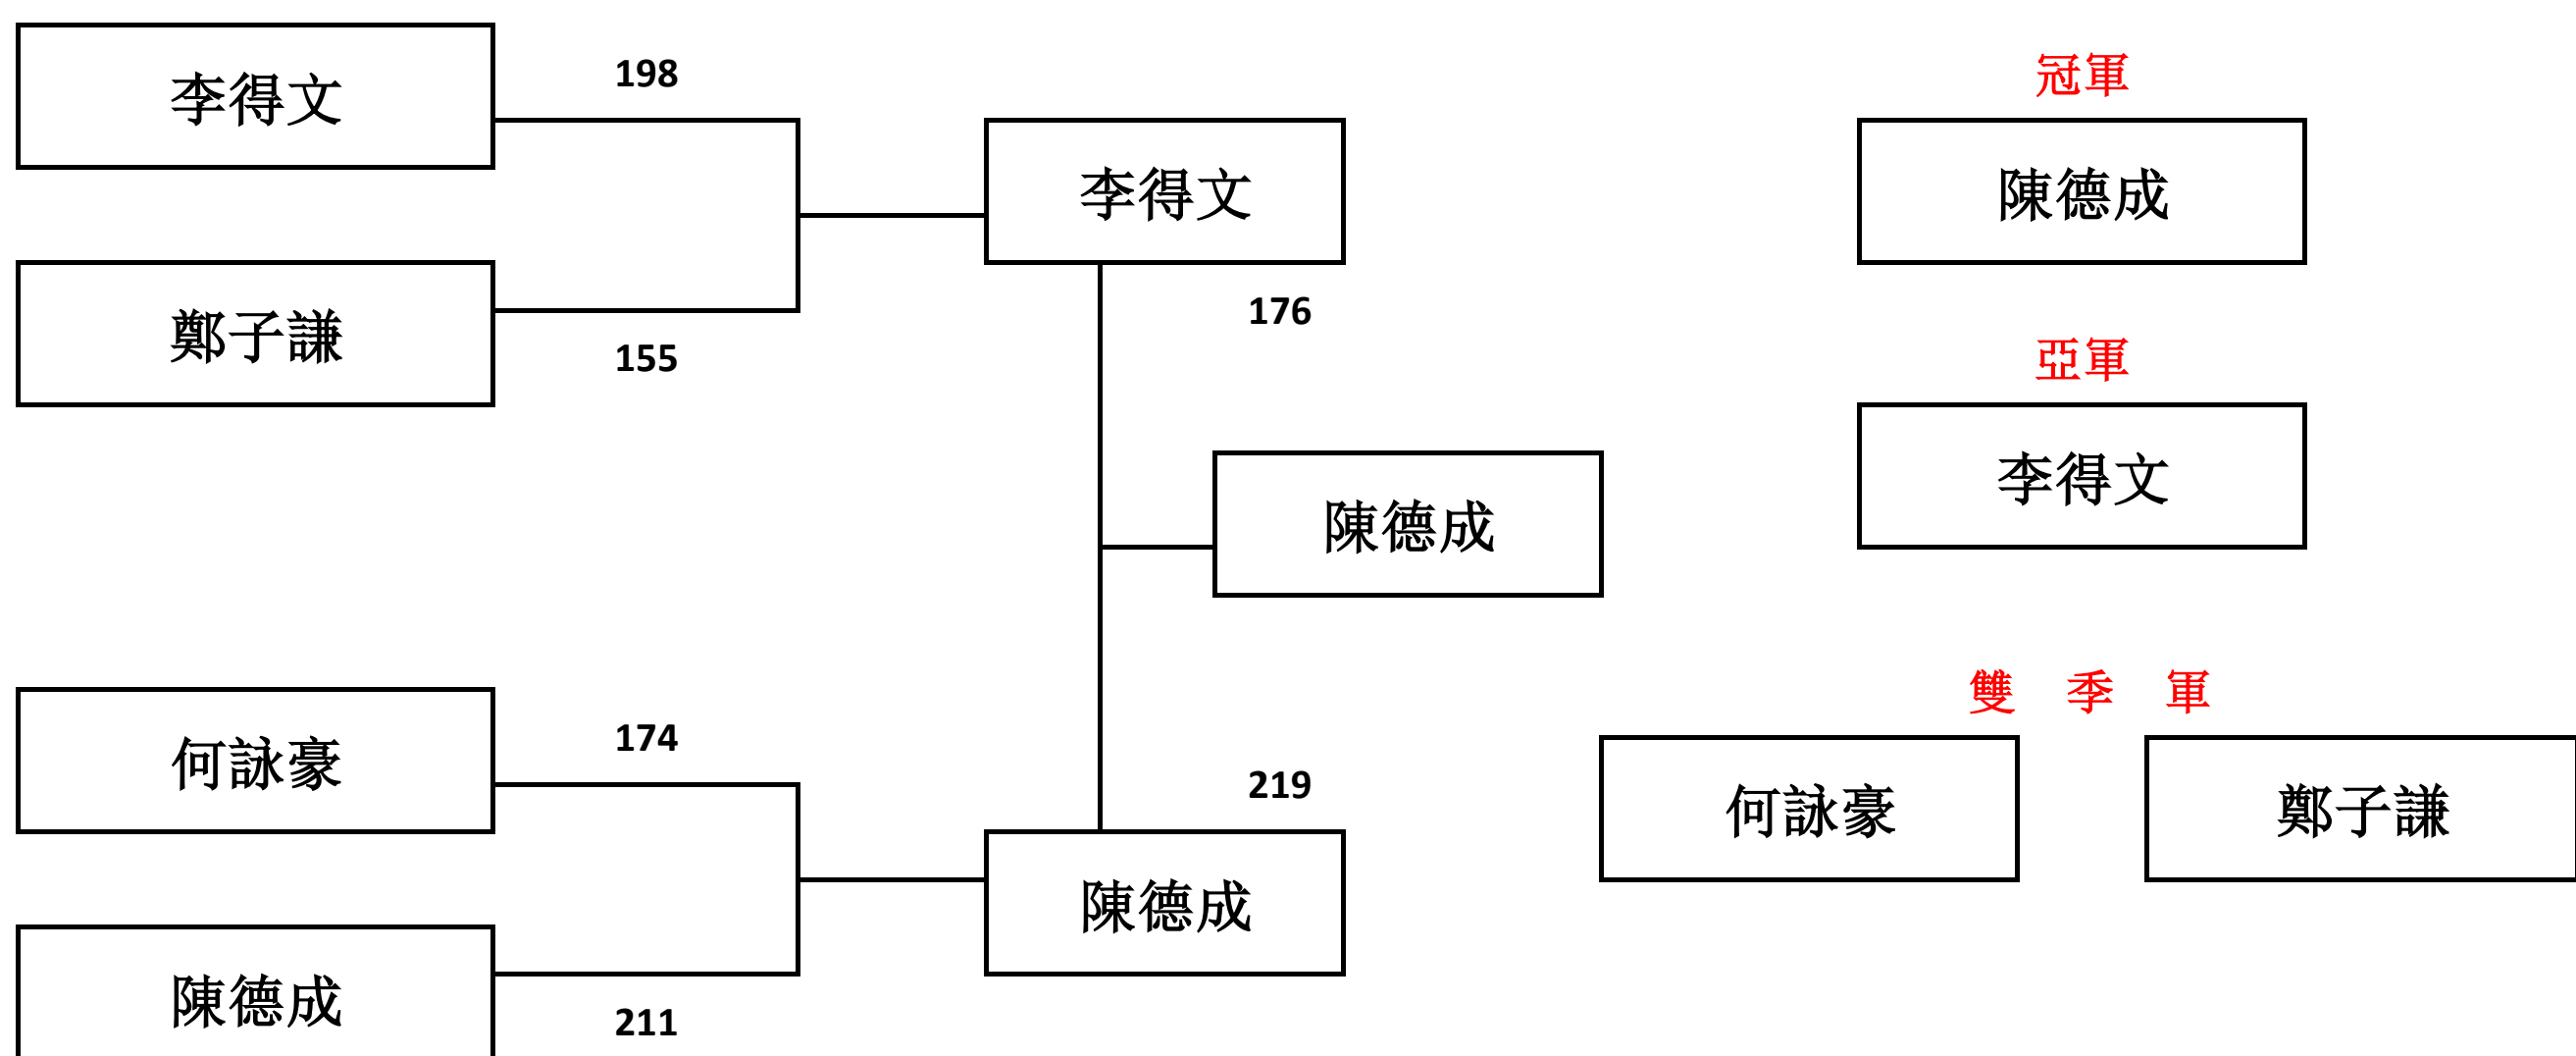 198
冠軍
李得文
李得文
陳德成
176
鄭子謙
155
亞軍
李得文
陳德成
雙 季 軍
174
何詠豪
219
何詠豪
鄭子謙
陳德成
陳德成
211